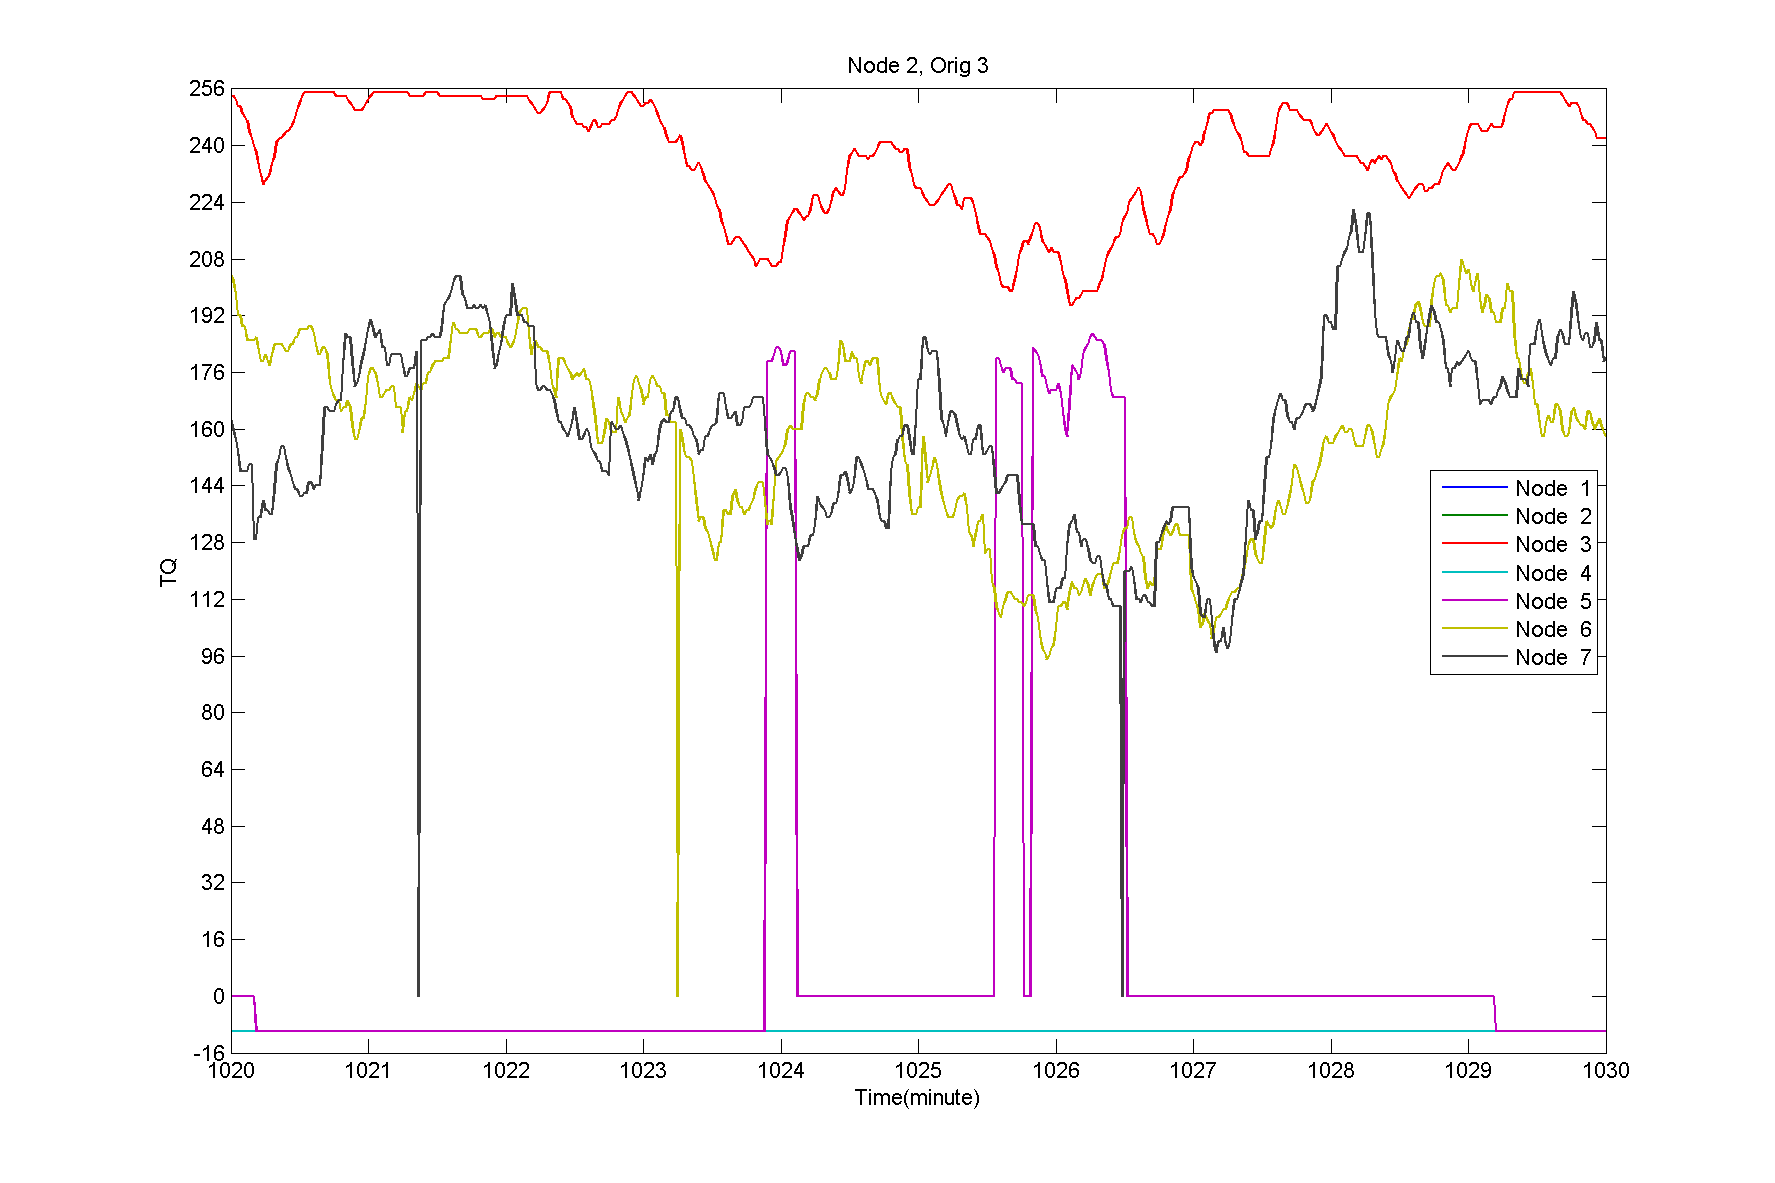 Node 2, Orig 3
256
240
224
208
192
176
160
144
128
112
96
80
64
48
32
16
0
-16
TQ
Node 1
Node 2
Node 3
Node 4
Node 5
Node 6
Node 7
1020 1021 1022 1023 1024 1025 1026 1027 1028 1029 1030
Time(minute)